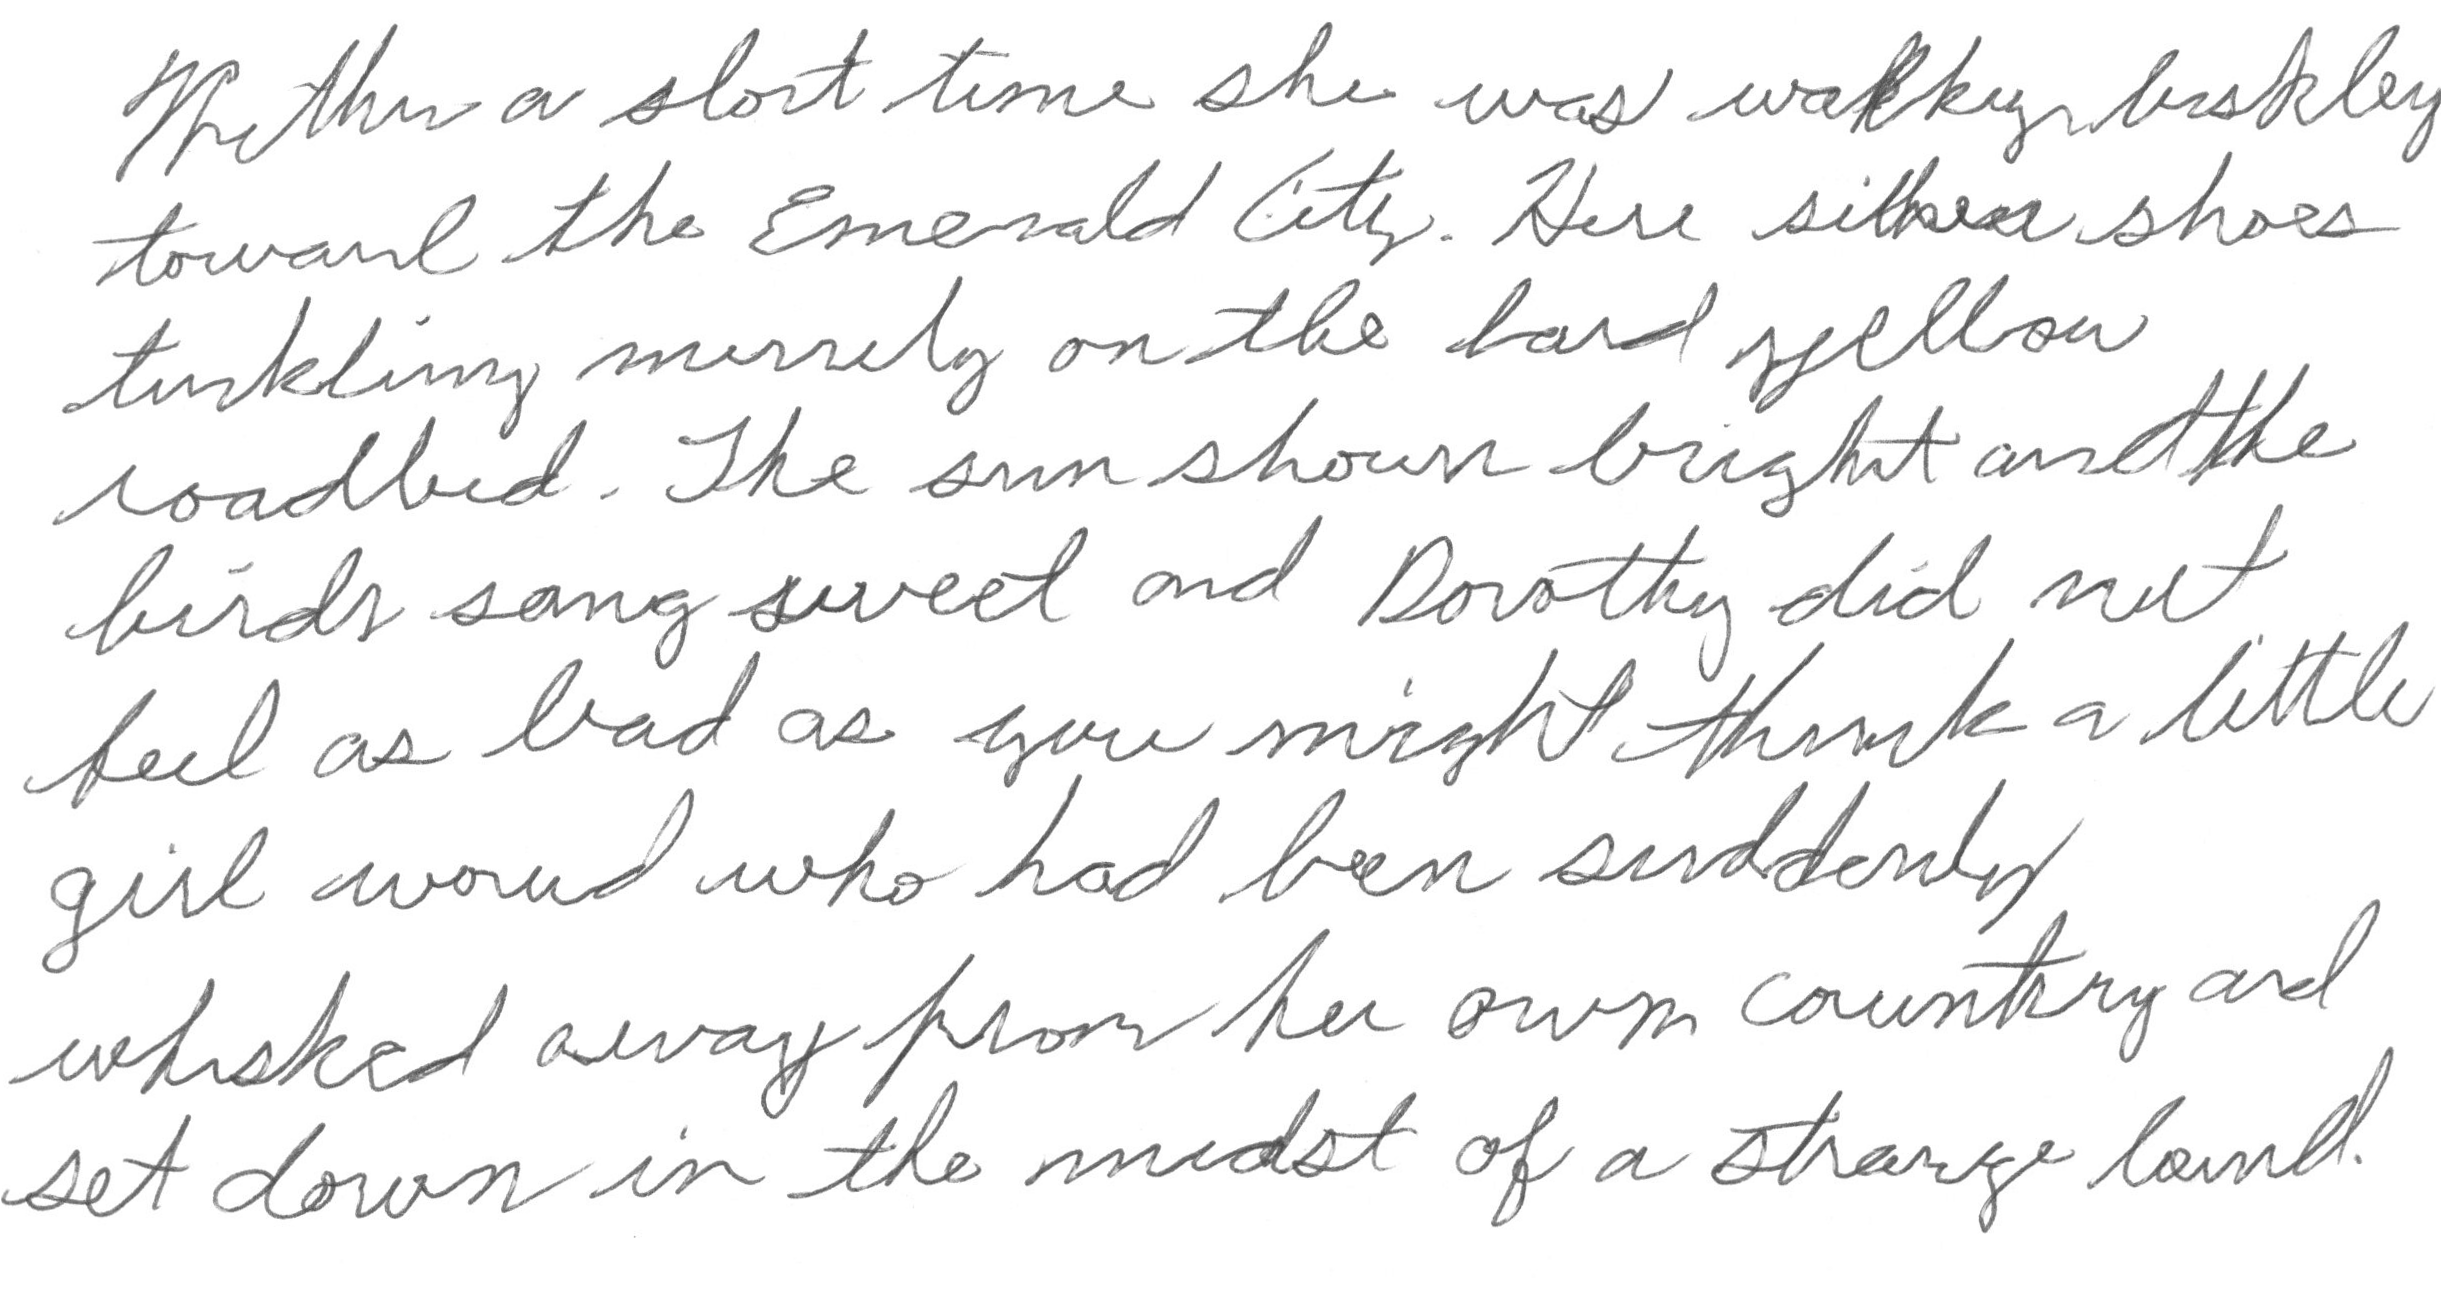 Within a short time she was walking briskley
toward the Emerald City. Here silver shoes
tinkling merrily on the hard yellow
roadbed. The sun shown bright and the
birds sang sweet and Dorothy did not
feel as bad as you might think a little
girl would who had been suddenly
whisked away from her own country and
set down in the midst of a strange land.